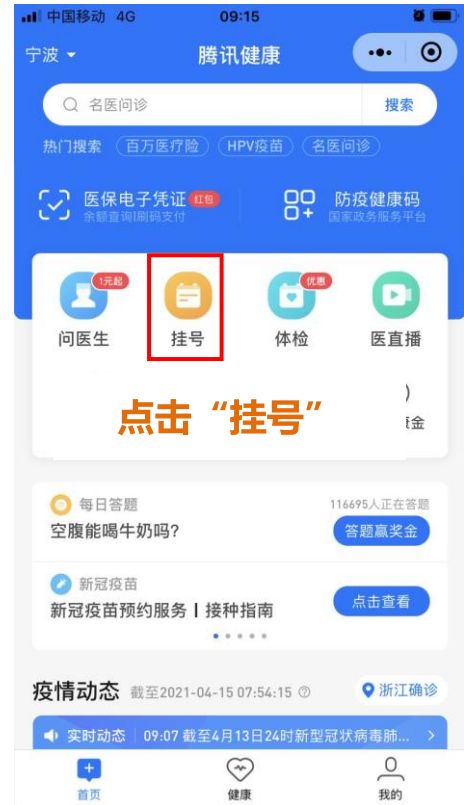 中国移动 4G 09:15
宁波
腾讯健康
名医问诊 搜索
热门搜索 百万医疗险 HPV疫苗 名医问诊
医保电子凭证 红包 防疫健康码
余额查询|刷码支付 国家政务服务平台
1元起 优惠
问医生 挂号 体检 医直播
点击“挂号”
金
每日答题 116695人正在答题
空腹能喝牛奶吗? 答题赢奖金
新冠疫苗
新冠疫苗预约服务 | 接种指南 点击查看
疫情动态 截至2021-04-15 07:54:15 浙江确诊
实时动态 09:07 截至4月13日24时新型冠状病毒肺...
首页 健康 我的